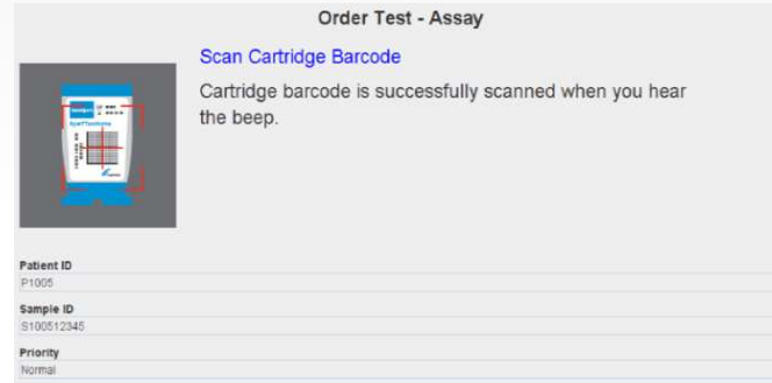 Order Test - Assay
Scan Cartridge Barcode
Cartridge barcode is successfully scanned when you hear
the beep.
Patient ID
P1005
Sample ID
S100512345
Priority
Normal